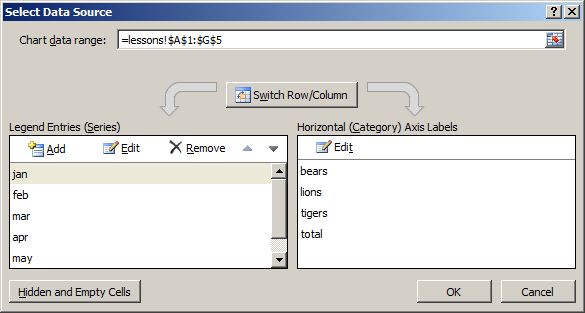 Select Data Source
Chart data range: =lessons!$A$1:$G$5
Switch Row/Column
Legend Entries (Series)
Add Edit Remove
jan
feb
mar
apr
may
Horizontal (Category) Axis Labels
Edit
bears
lions
tigers
total
Hidden and Empty Cells
OK Cancel